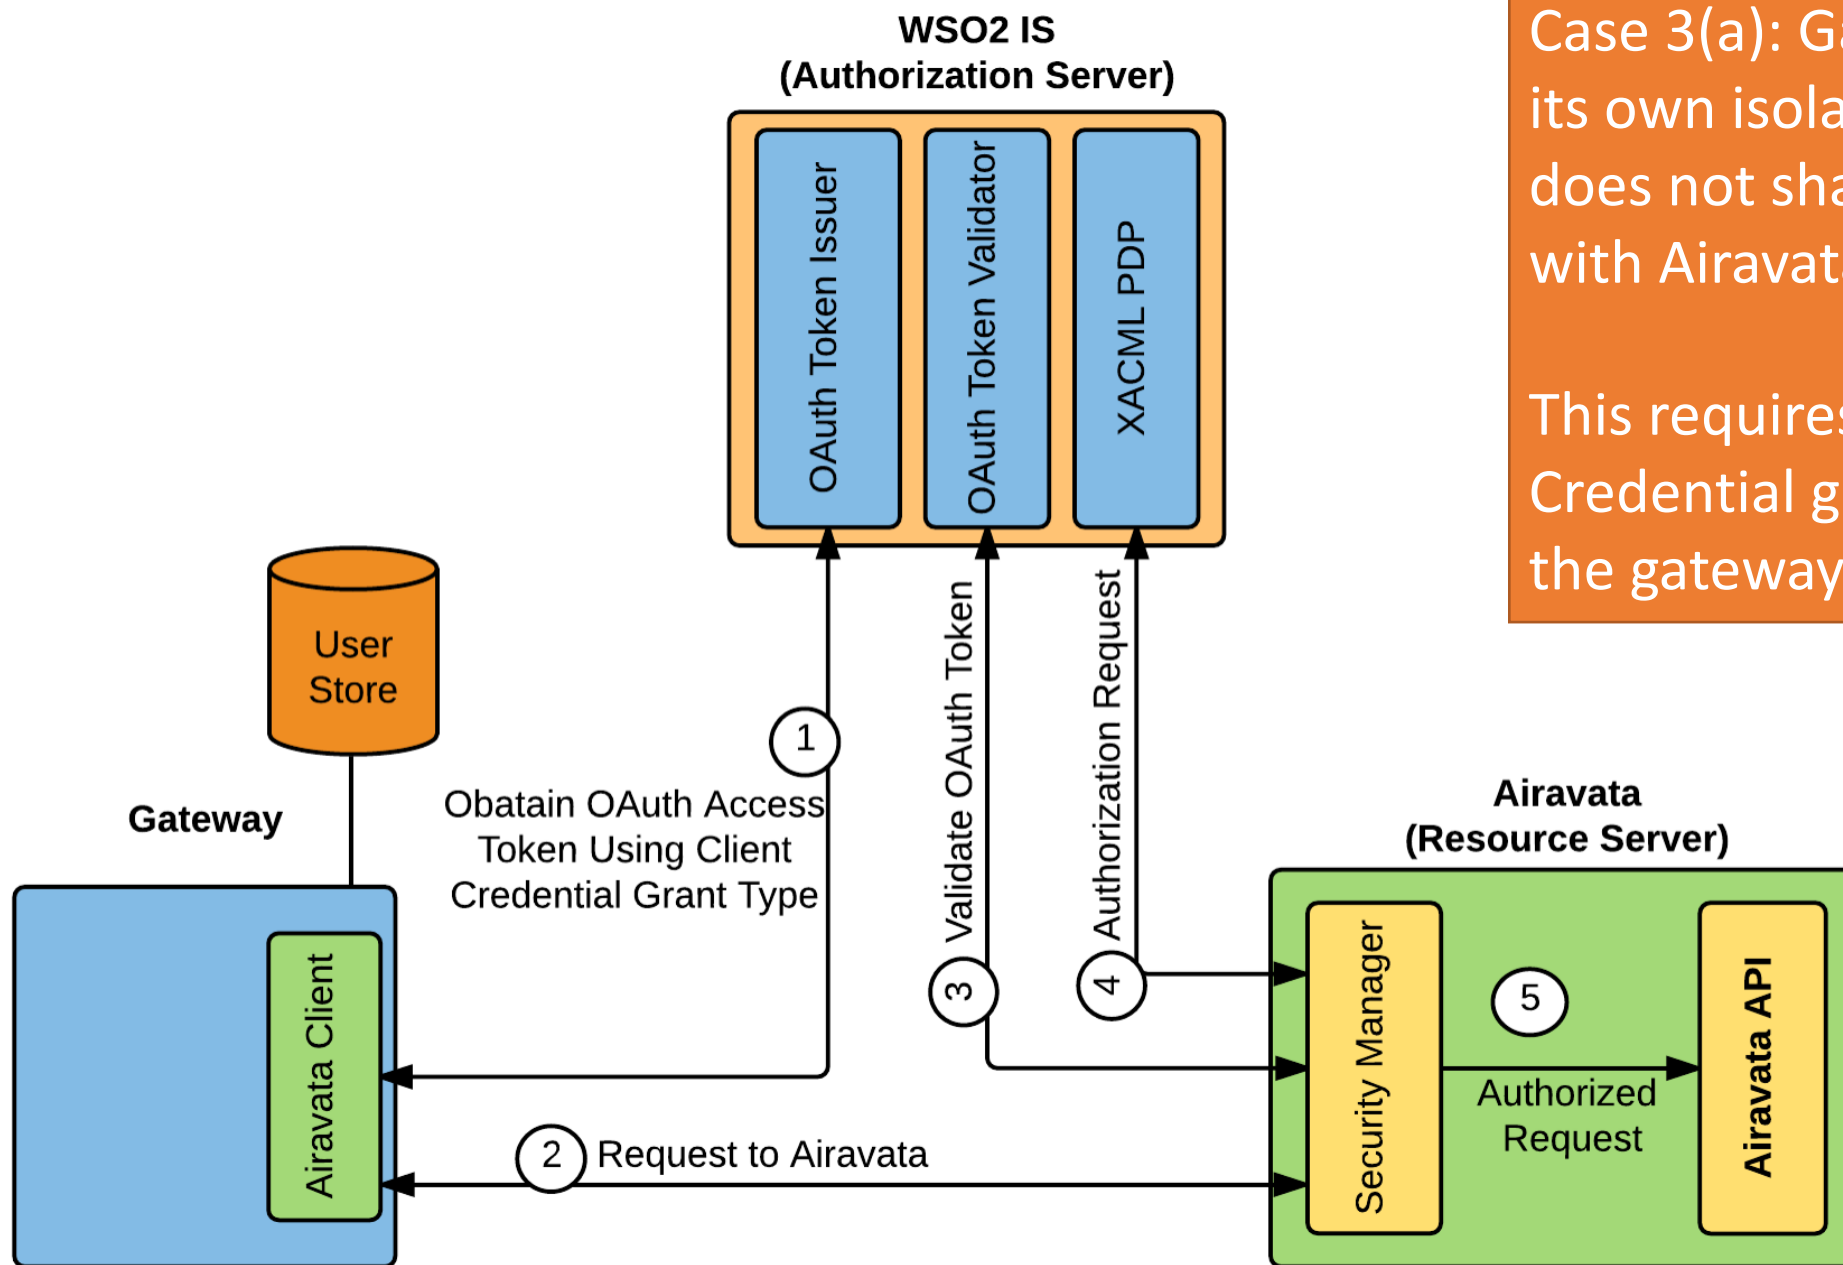 WSO2 IS
(Authorization Server)
OAuth Token Issuer
OAuth Token Validator
XACML PDP
Case 3(a): Ga
its own isola
does not sha
with Airavata
This requires
Credential g
the gateway
User
Store
Gateway
Airavata Client
1
Obatain OAuth Access
Token Using Client
Credential Grant Type
3
Validate OAuth Token
4
Authorization Request
2
Request to Airavata
Airavata
(Resource Server)
Security Manager
5
Authorized
Request
Airavata API